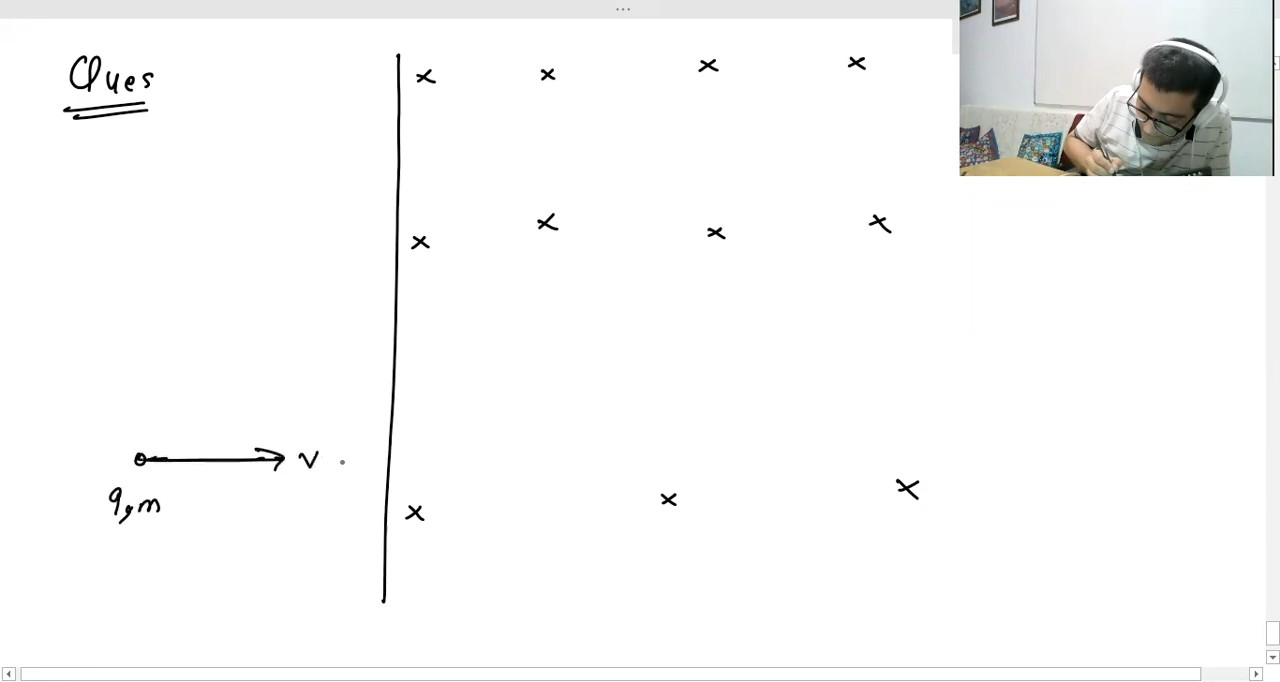 Ques
x x x x
x x x x
v
q, m
x x x